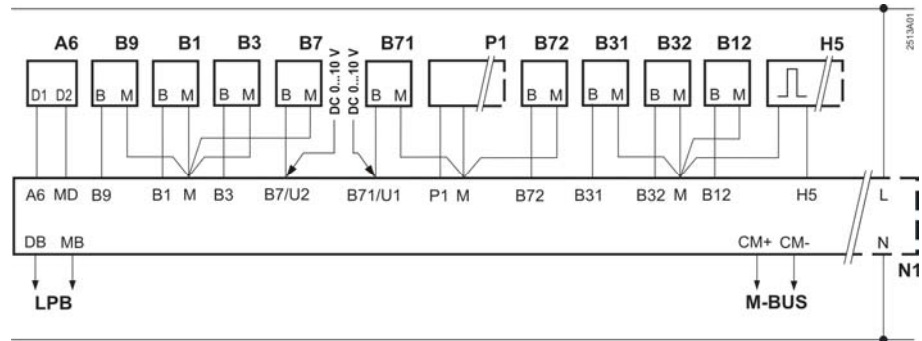 A6 B9 B1 B3 B7 DC 0...10 V DC 0...10 V B71 P1 B72 B31 B32 B12 H5
2513A01
D1 D2 B M B M B M B M B M B M B M B M B M
A6 MD B9 B1 M B3 B7/U2 B71/U1 P1 M B72 B31 B32 M B12 H5 L
DB MB CM+ CM- N
N1
LPB M-BUS